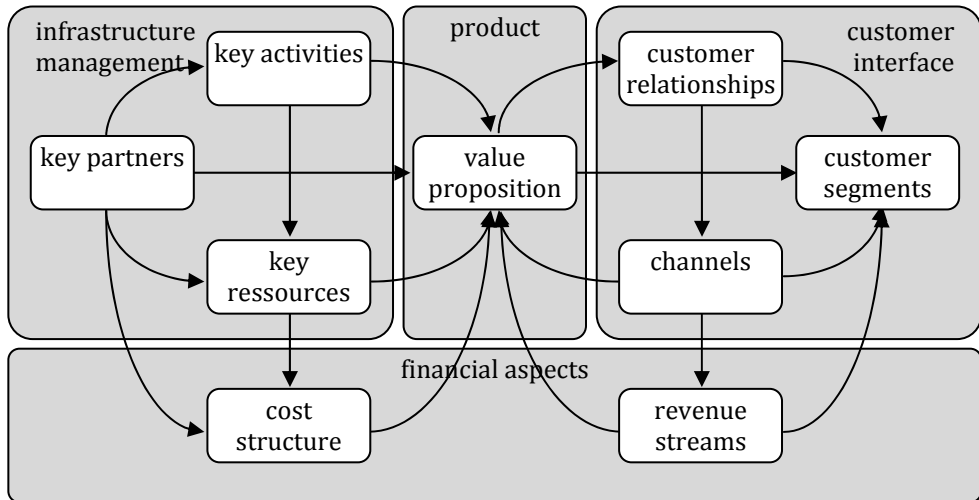 infrastructure
management
key activities
key partners
key
ressources
product
value
proposition
customer
relationships
customer
interface
customer
segments
channels
financial aspects
cost
structure
revenue
streams